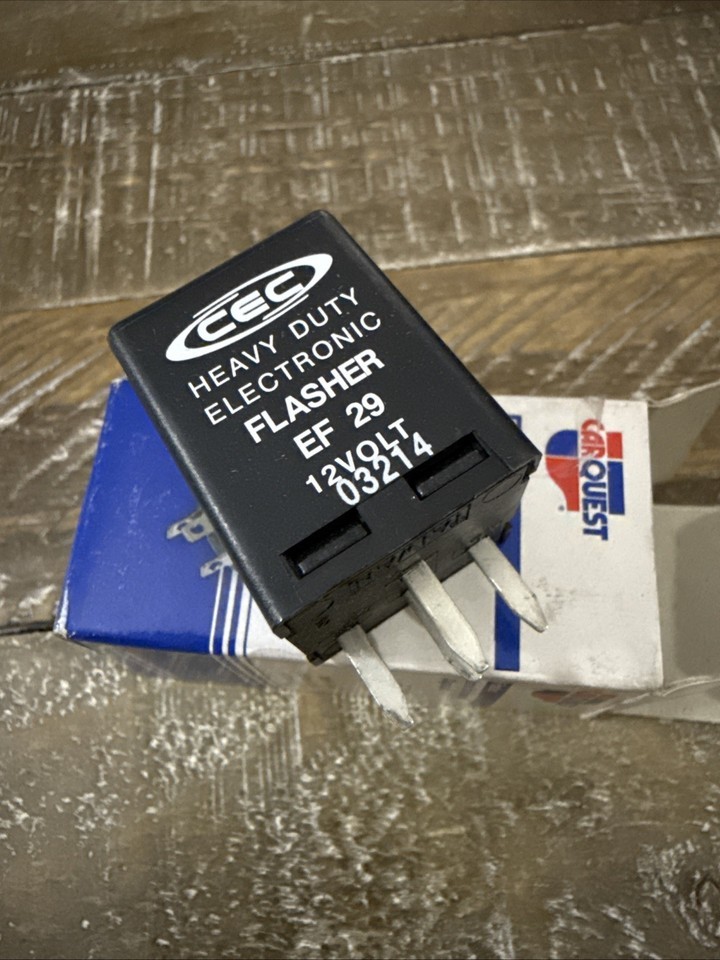 CEC
HEAVY DUTY
ELECTRONIC
FLASHER
EF 29
12VOLT
03214
CARQUEST